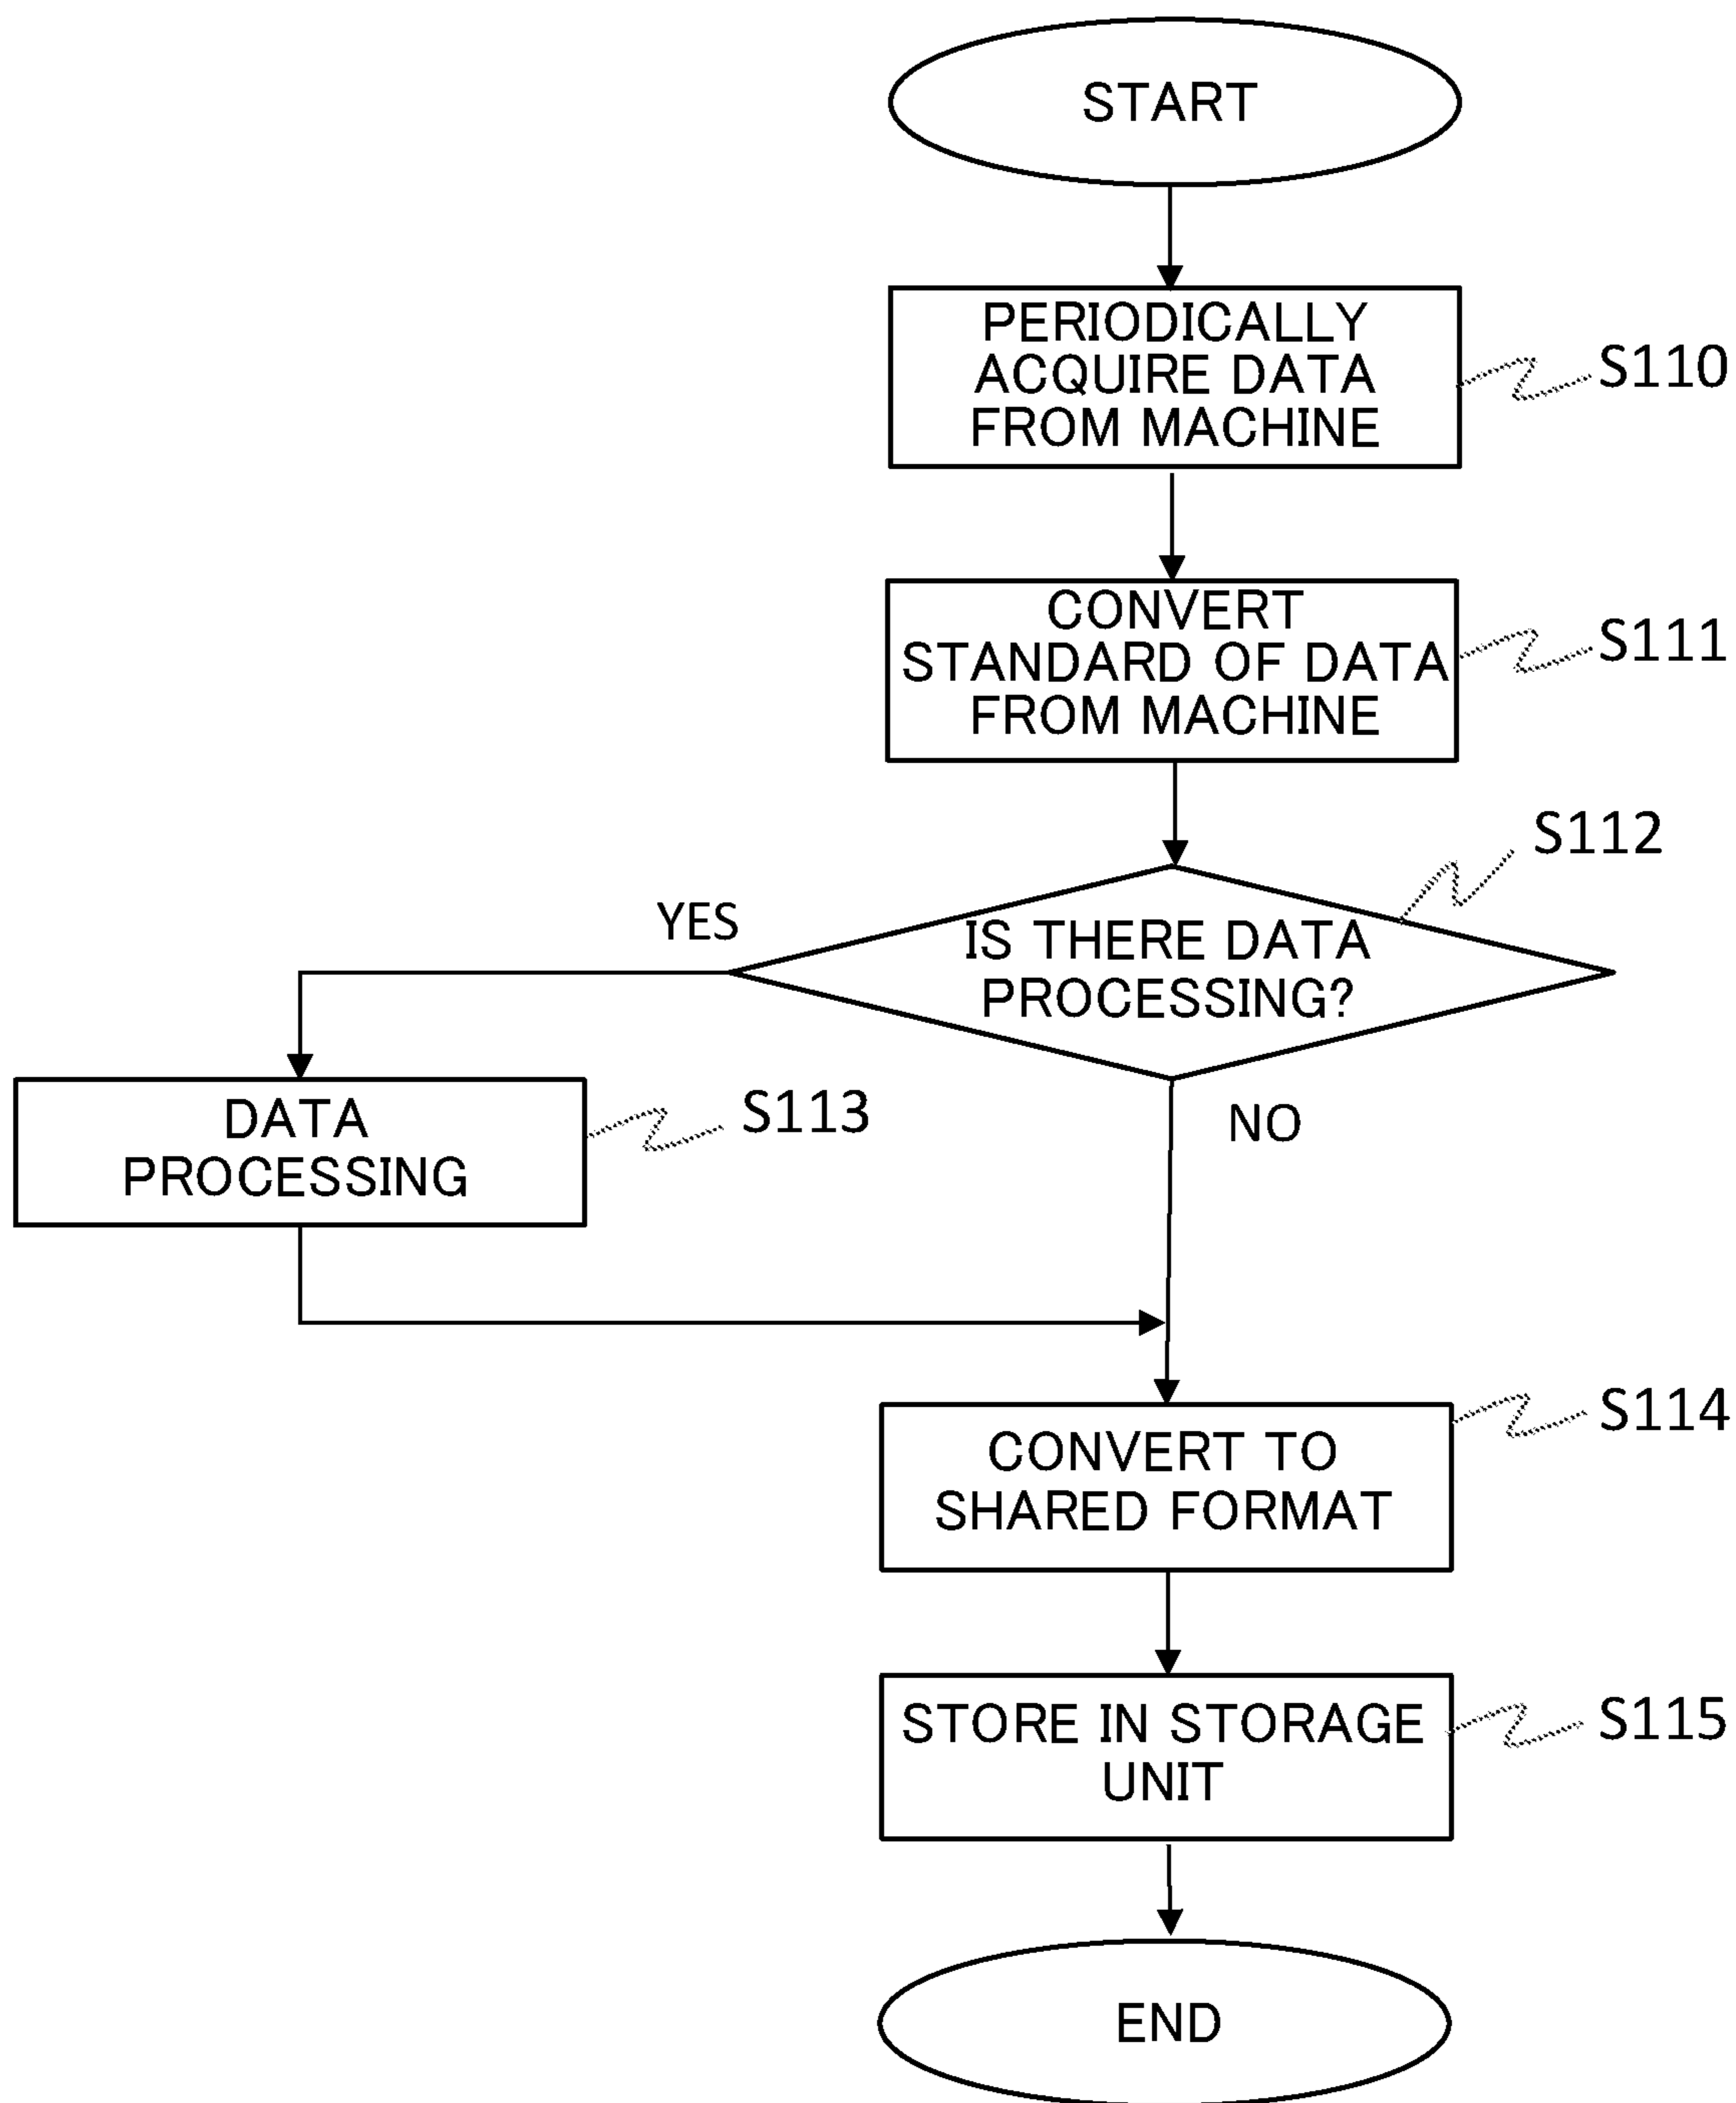 START
PERIODICALLY
ACQUIRE DATA
FROM MACHINE
S110
CONVERT
STANDARD OF DATA
FROM MACHINE
S111
S112
YES
IS THERE DATA
PROCESSING?
DATA
PROCESSING
S113
NO
CONVERT TO
SHARED FORMAT
S114
STORE IN STORAGE
UNIT
S115
END